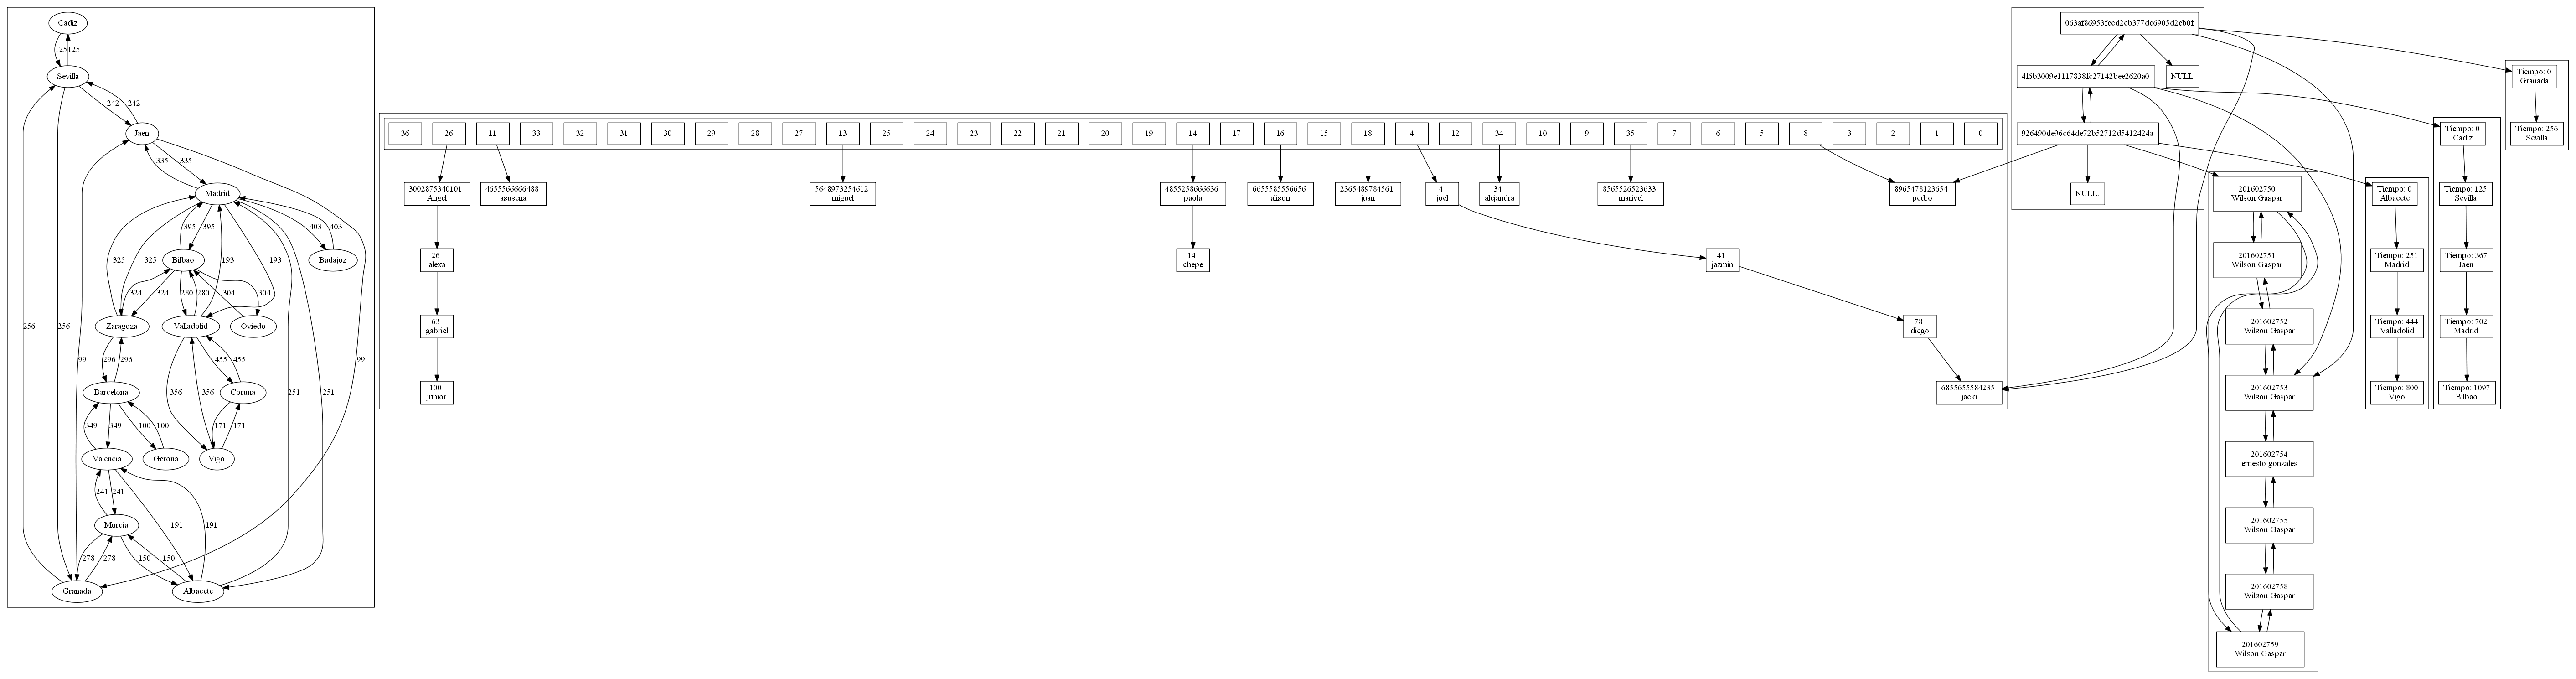 Cadiz
125
125
Sevilla
242
242
Jaen
335
335
Madrid
395
395
403
403
325
325
193
193
Bilbao
Badajoz
324
324
280
280
304
304
256
256
Zaragoza
Valladolid
Oviedo
296
296
455
455
99
99
Barcelona
356
356
Coruna
251
251
349
349
100
100
171
171
Valencia
Gerona
Vigo
241
241
191
191
Murcia
278
278
150
150
Granada
Albacete
36
26
11
33
32
31
30
29
28
27
13
25
24
23
22
21
20
19
14
17
16
15
18
4
12
34
10
9
35
7
6
5
8
3
2
1
0
3002875340101
Angel
4655566666488
asusena
5648973254612
miguel
4855258666636
paola
6655585556656
alison
2365489784561
juan
4
joel
34
alejandra
8565526523633
marivel
8965478123654
pedro
26
alexa
14
chepe
41
jazmin
63
gabriel
78
diego
100
junior
6855655584235
jacki
063af86953fecd2cb377dc6905d2eb0f
4f6b3009e1117838fc27142bee2620a0
NULL
926490de96c64de72b52712d5412424a
NULL
201602750
Wilson Gaspar
201602751
Wilson Gaspar
201602752
Wilson Gaspar
201602753
Wilson Gaspar
201602754
ernesto gonzales
201602755
Wilson Gaspar
201602758
Wilson Gaspar
201602759
Wilson Gaspar
Tiempo: 0
Albacete
Tiempo: 251
Madrid
Tiempo: 444
Valladolid
Tiempo: 800
Vigo
Tiempo: 0
Cadiz
Tiempo: 125
Sevilla
Tiempo: 367
Jaen
Tiempo: 702
Madrid
Tiempo: 1097
Bilbao
Tiempo: 0
Granada
Tiempo: 256
Sevilla